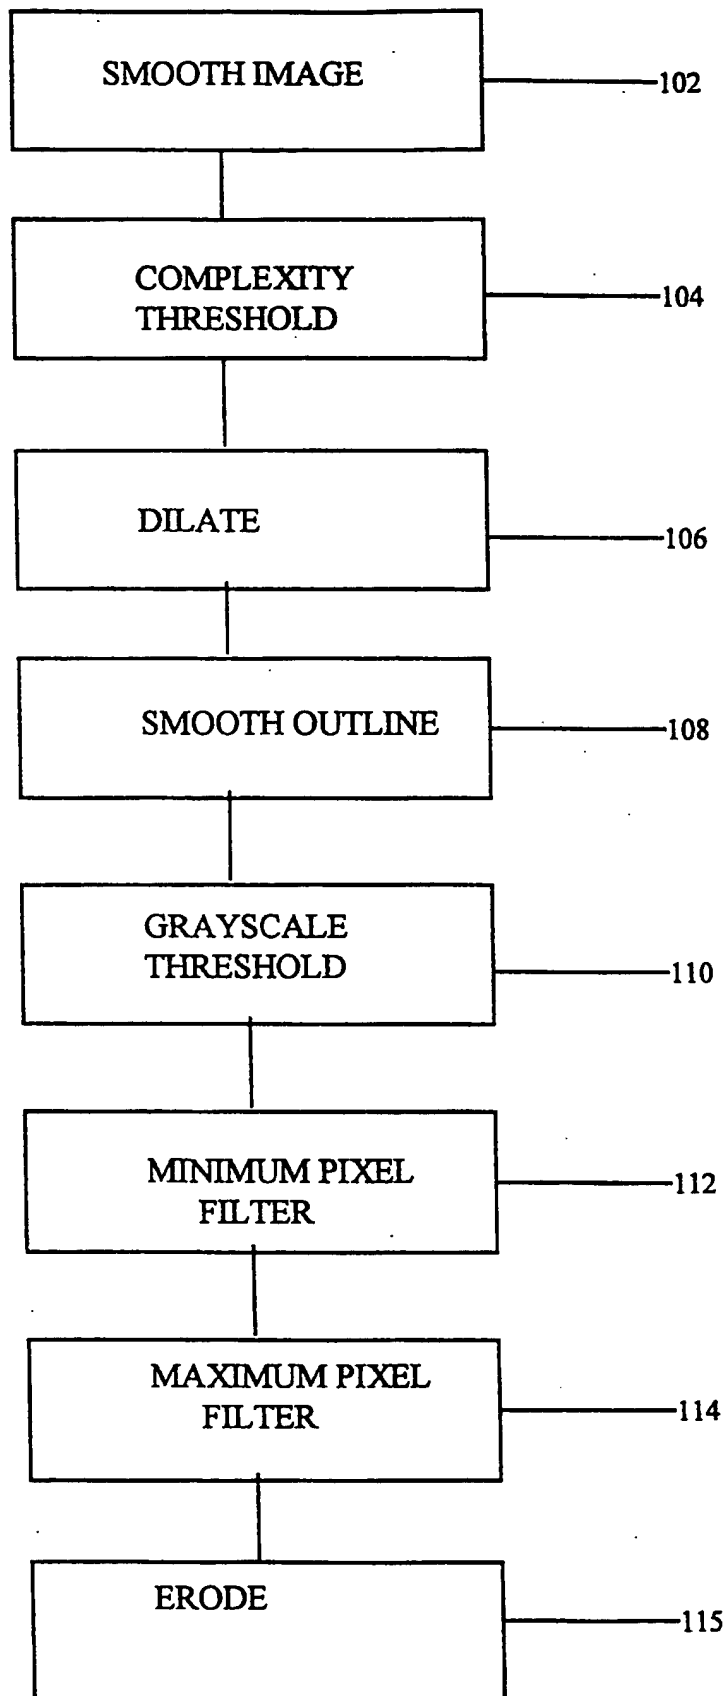 SMOOTH IMAGE
102
COMPLEXITY
THRESHOLD
104
DILATE
106
SMOOTH OUTLINE
108
GRAYSCALE
THRESHOLD
110
MINIMUM PIXEL
FILTER
112
MAXIMUM PIXEL
FILTER
114
ERODE
115